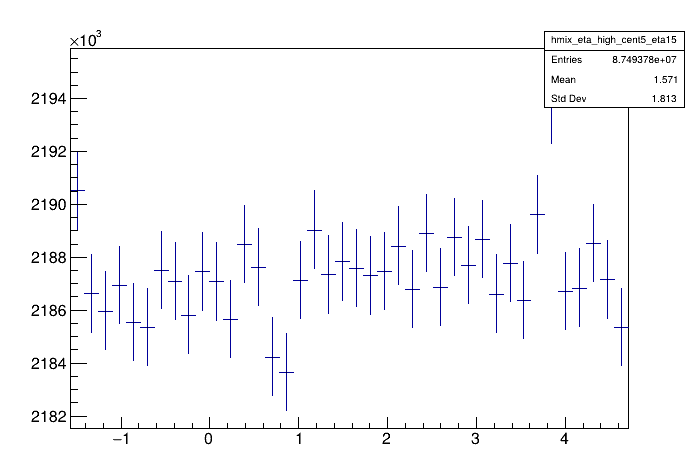 ×10³
hmix_eta_high_cent5_eta15
Entries 8.749378e+07
Mean 1.571
Std Dev 1.813
2194
2192
2190
2188
2186
2184
2182
−1 0 1 2 3 4